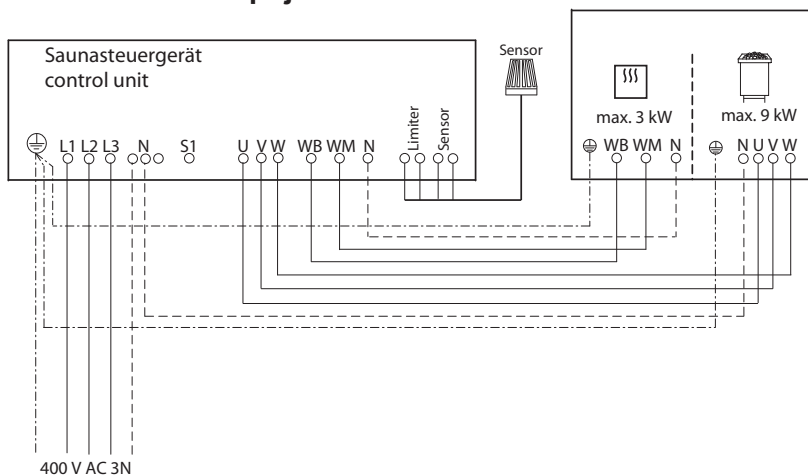 Saunasteuergerät
control unit
Sensor
max. 3 kW
max. 9 kW
L1 L2 L3 N S1 U V W WB WM N Limiter Sensor
WB WM N N U V W
400 V AC 3N